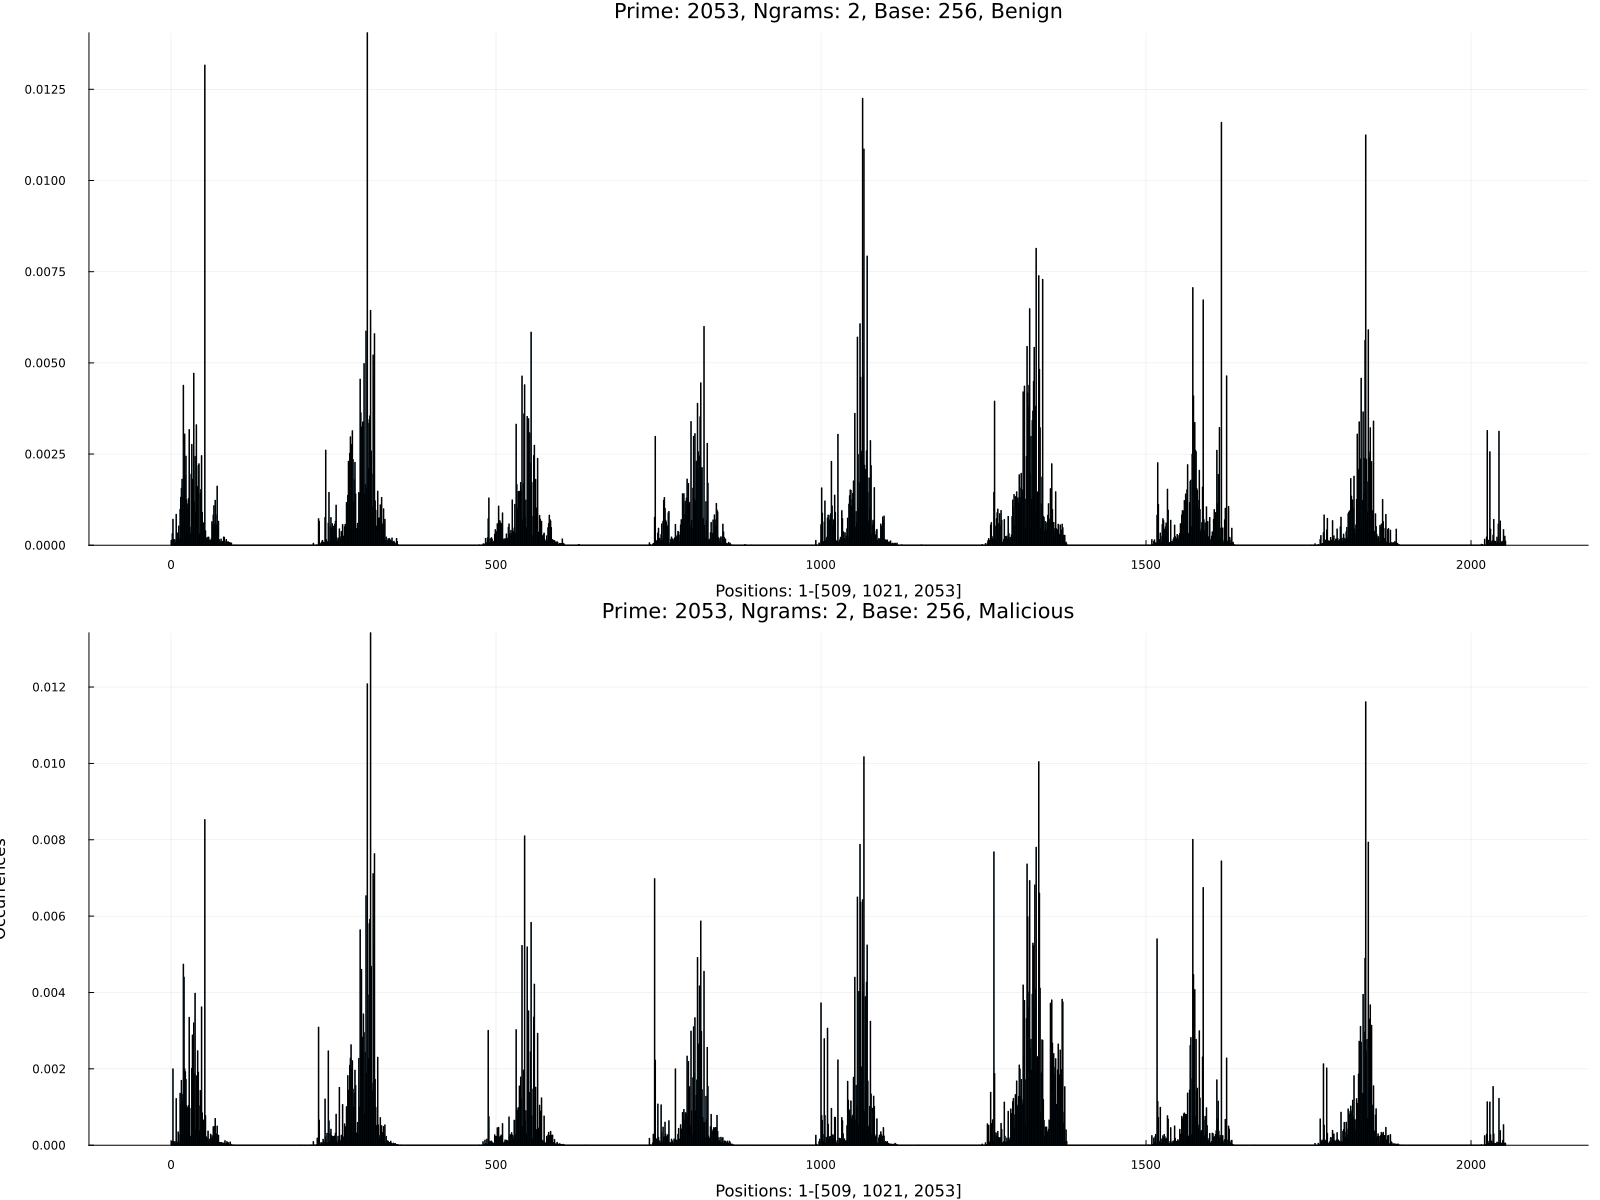 Prime: 2053, Ngrams: 2, Base: 256, Benign
0.0125
0.0100
0.0075
0.0050
0.0025
0.0000
0 500 1000 1500 2000
Positions: 1-[509, 1021, 2053]
Prime: 2053, Ngrams: 2, Base: 256, Malicious
0.012
0.010
0.008
0.006
0.004
0.002
0.000
0 500 1000 1500 2000
Positions: 1-[509, 1021, 2053]
Occurrences